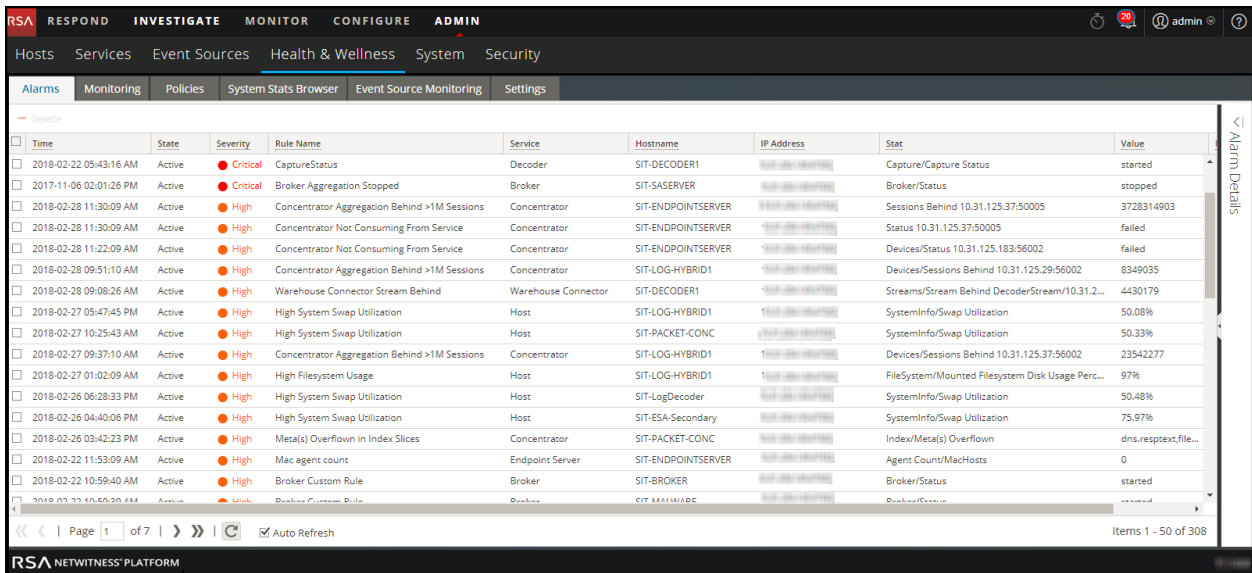 RSA RESPOND INVESTIGATE MONITOR CONFIGURE ADMIN 20 admin ?
Hosts Services Event Sources Health & Wellness System Security
Alarms Monitoring Policies System Stats Browser Event Source Monitoring Settings
Delete
Time State Severity Rule Name Service Hostname IP Address Stat Value
2018-02-22 05:43:16 AM Active Critical CaptureStatus Decoder SIT-DECODER1 Capture/Capture Status started
2017-11-06 02:01:26 PM Active Critical Broker Aggregation Stopped Broker SIT-SASERVER Broker/Status stopped
2018-02-28 11:30:09 AM Active High Concentrator Aggregation Behind >1M Sessions Concentrator SIT-ENDPOINTSERVER Sessions Behind 10.31.125.37:50005 3728314903
2018-02-28 11:30:09 AM Active High Concentrator Not Consuming From Service Concentrator SIT-ENDPOINTSERVER Status 10.31.125.37:50005 failed
2018-02-28 11:22:09 AM Active High Concentrator Not Consuming From Service Concentrator SIT-ENDPOINTSERVER Devices/Status 10.31.125.183:56002 failed
2018-02-28 09:51:10 AM Active High Concentrator Aggregation Behind >1M Sessions Concentrator SIT-LOG-HYBRID1 Devices/Sessions Behind 10.31.125.29:56002 8349035
2018-02-28 09:08:26 AM Active High Warehouse Connector Stream Behind Warehouse Connector SIT-DECODER1 Streams/Stream Behind DecoderStream/10.31.2... 4430179
2018-02-27 05:47:45 PM Active High High System Swap Utilization Host SIT-LOG-HYBRID1 SystemInfo/Swap Utilization 50.08%
2018-02-27 10:25:43 AM Active High High System Swap Utilization Host SIT-PACKET-CONC SystemInfo/Swap Utilization 50.33%
2018-02-27 09:37:10 AM Active High Concentrator Aggregation Behind >1M Sessions Concentrator SIT-LOG-HYBRID1 Devices/Sessions Behind 10.31.125.37:56002 23542277
2018-02-27 01:02:09 AM Active High High Filesystem Usage Host SIT-LOG-HYBRID1 FileSystem/Mounted Filesystem Disk Usage Perc... 97%
2018-02-26 06:28:33 PM Active High High System Swap Utilization Host SIT-LogDecoder SystemInfo/Swap Utilization 50.48%
2018-02-26 04:40:06 PM Active High High System Swap Utilization Host SIT-ESA-Secondary SystemInfo/Swap Utilization 75.97%
2018-02-26 03:42:23 PM Active High Meta(s) Overflow in Index Slices Concentrator SIT-PACKET-CONC Index/Meta(s) Overflown dns.resptext,file...
2018-02-22 11:53:09 AM Active High Mac agent count Endpoint Server SIT-ENDPOINTSERVER Agent Count/MacHosts 0
2018-02-22 10:59:40 AM Active High Broker Custom Rule Broker SIT-BROKER Broker/Status started
2018-02-22 10:59:39 AM Active High Broker Custom Rule Broker SIT-MALWARE Broker/Status started
Alarm Details
Page 1 of 7 Auto Refresh Items 1 - 50 of 308
RSA NETWITNESS® PLATFORM